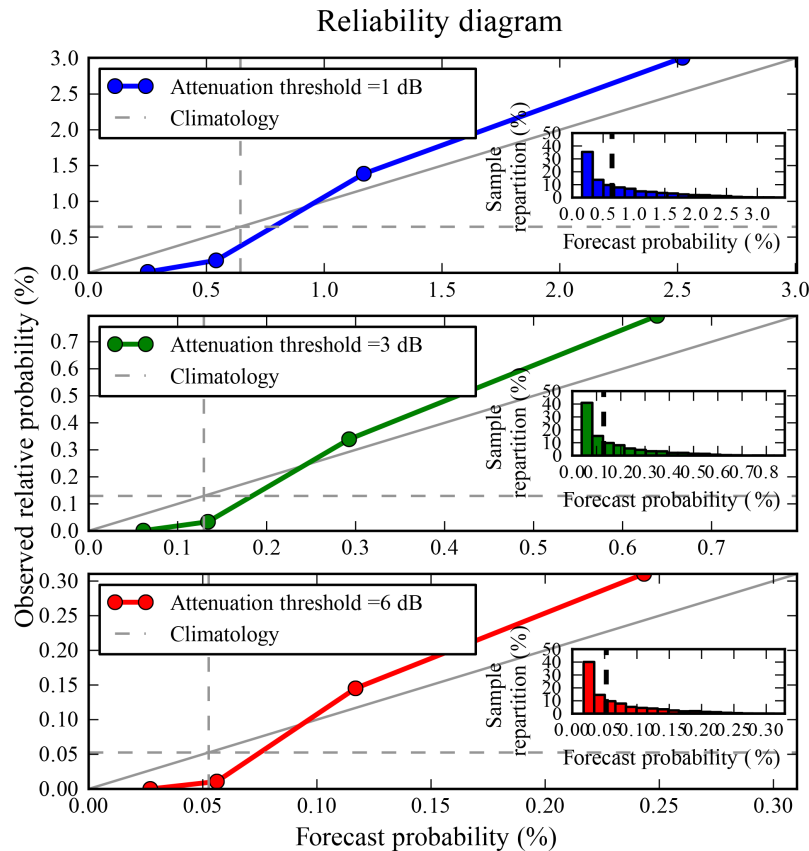 Reliability diagram
Observed relative probability (%)
3.0
2.5
2.0
1.5
1.0
0.5
0.0
Attenuation threshold =1 dB
Climatology
0.0 0.5 1.0 1.5 2.0 2.5 3.0
Sample
repartition (%)
50
40
30
20
10
0
0.0 0.5 1.0 1.5 2.0 2.5 3.0
Forecast probability (%)
0.7
0.6
0.5
0.4
0.3
0.2
0.1
0.0
Attenuation threshold =3 dB
Climatology
0.0 0.1 0.2 0.3 0.4 0.5 0.6 0.7
Sample
repartition (%)
50
40
30
20
10
0
0.00 0.10 0.20 0.30 0.40 0.50 0.60 0.70 0.8
Forecast probability (%)
0.30
0.25
0.20
0.15
0.10
0.05
0.00
Attenuation threshold =6 dB
Climatology
0.00 0.05 0.10 0.15 0.20 0.25 0.30
Sample
repartition (%)
50
40
30
20
10
0
0.00 0.05 0.10 0.15 0.20 0.25 0.30
Forecast probability (%)
Forecast probability (%)